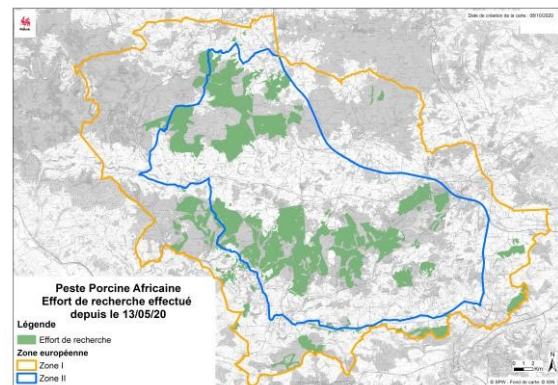 Date de création de la carte : 08/10/2020
Peste Porcine Africaine
Effort de recherche effectué
depuis le 13/05/20
Légende
Effort de recherche
Zone européenne
Zone I
Zone II
N
0 1 2
Km
© SPW - Fond de carte: © IGN